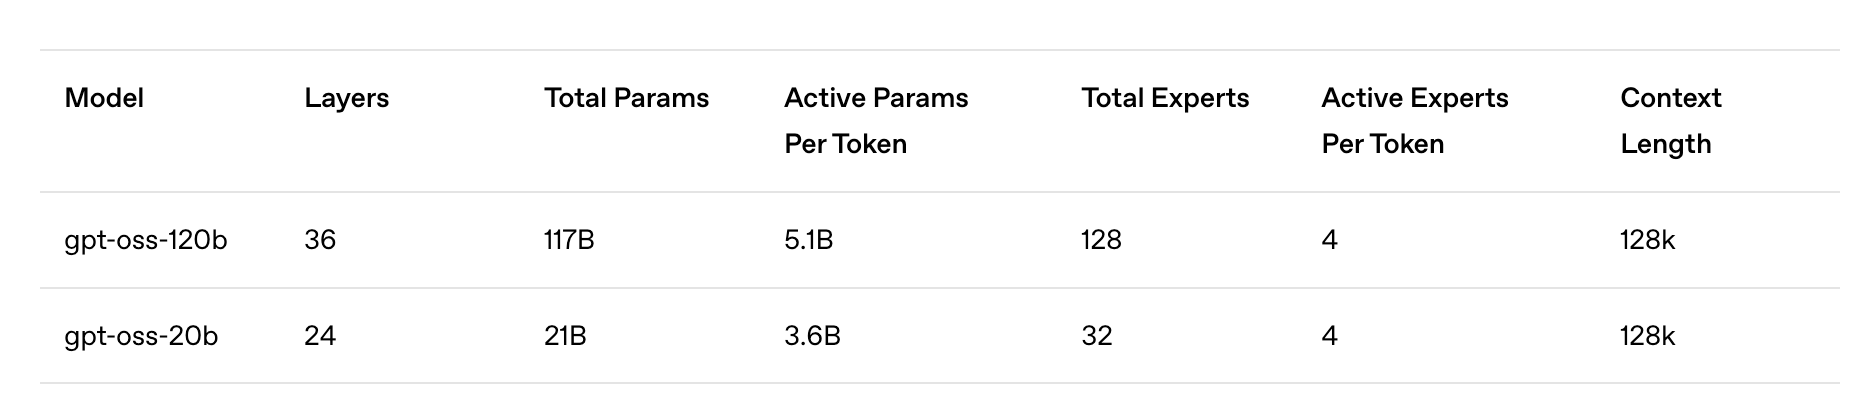 Model Layers Total Params Active Params Per Token Total Experts Active Experts Per Token Context Length
gpt-oss-120b 36 117B 5.1B 128 4 128k
gpt-oss-20b 24 21B 3.6B 32 4 128k